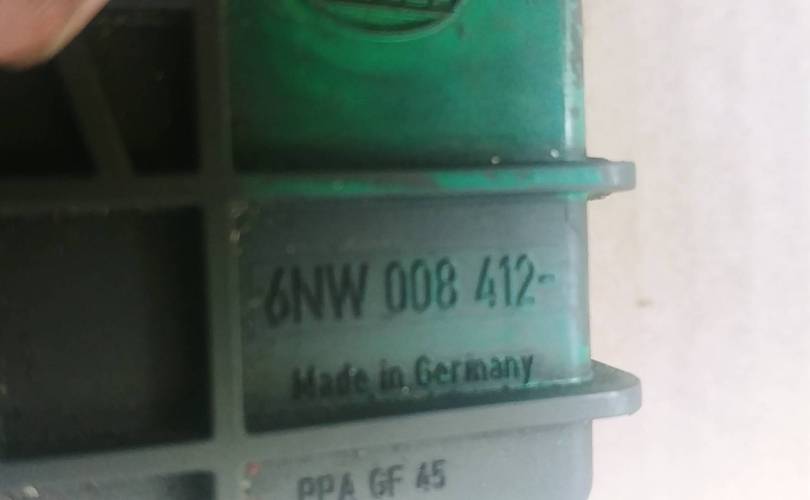 6NW 008 412-
Made in Germany
PPA GF 45